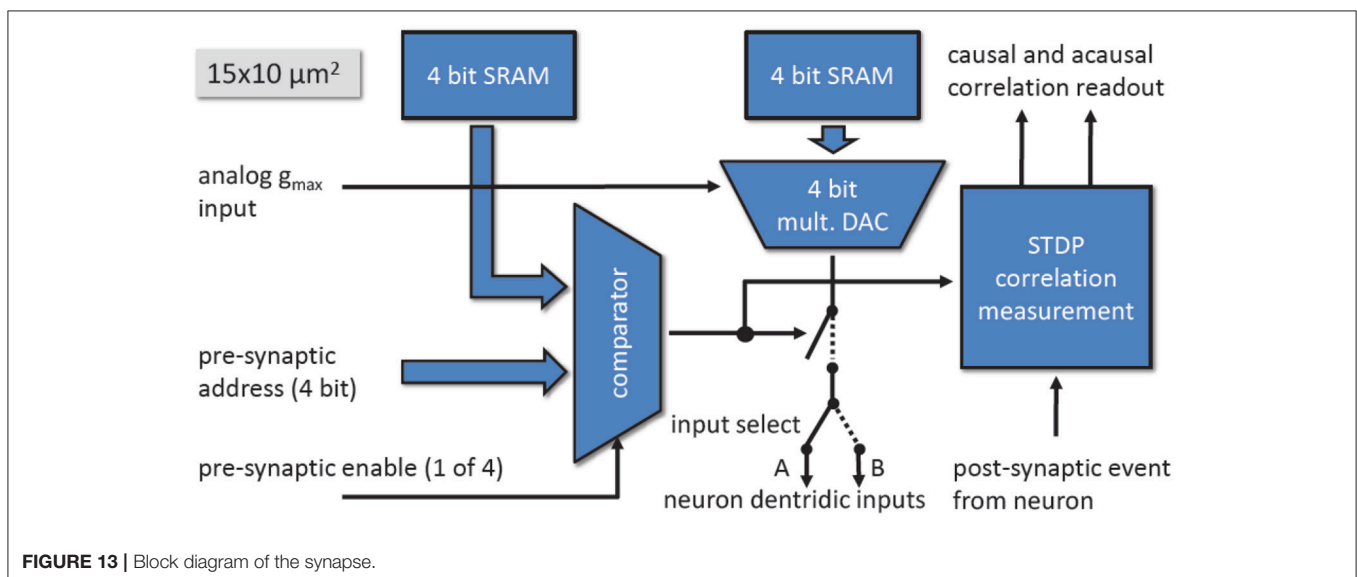 15x10 µm²
4 bit SRAM
4 bit SRAM
causal and acausal
correlation readout
analog gmax
input
4 bit
mult. DAC
STDP
correlation
measurement
comparator
pre-synaptic
address (4 bit)
input select
A
B
pre-synaptic enable (1 of 4)
neuron dentridic inputs
post-synaptic event
from neuron
FIGURE 13 | Block diagram of the synapse.